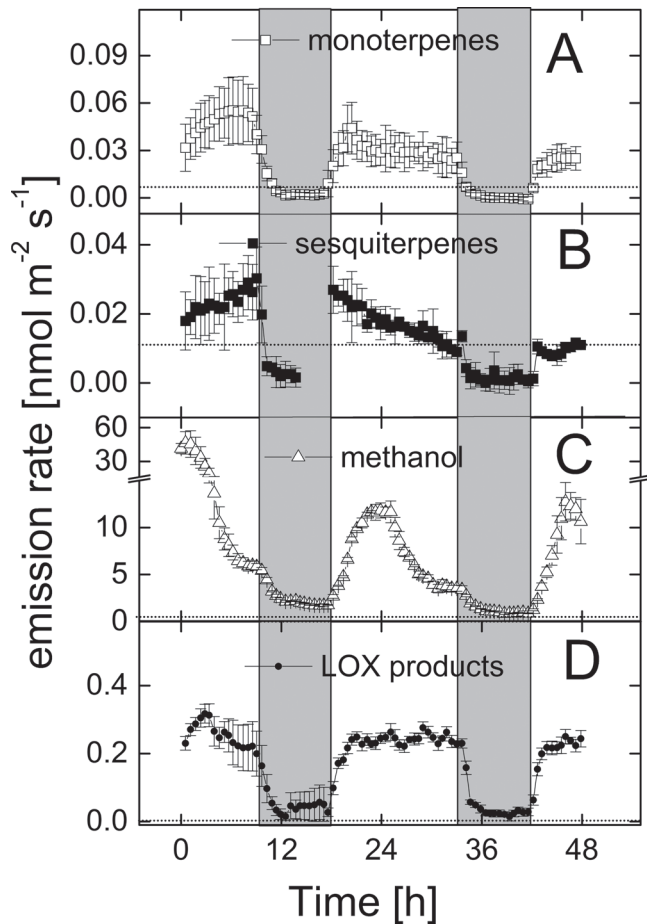 monoterpenes
A
0.09
0.06
0.03
0.00
sesquiterpenes
B
0.04
0.02
0.00
emission rate [nmol m⁻² s⁻¹]
methanol
C
60
30
10
5
0
LOX products
D
0.4
0.2
0.0
0 12 24 36 48
Time [h]